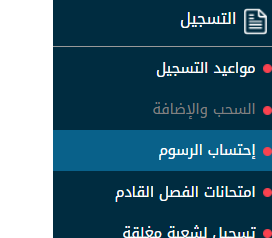 التسجيل
مواعيد التسجيل
السحب والإضافة
إحتساب الرسوم
امتحانات الفصل القادم
تسجيل لشعبة مغلقة